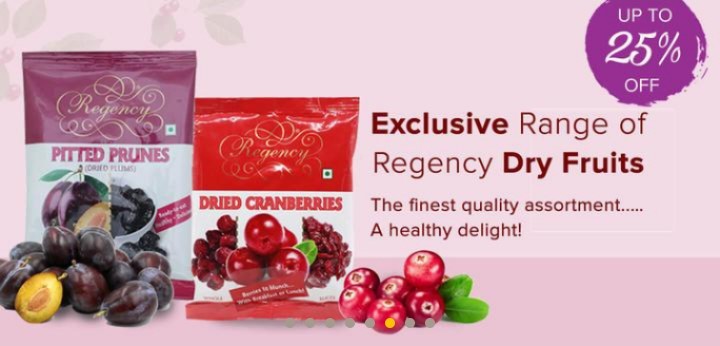 UP TO
25%
OFF
Exclusive Range of
Regency Dry Fruits
The finest quality assortment.....
A healthy delight!
Regency
PITTED PRUNES
(DRIED PLUMS)
Regency
DRIED CRANBERRIES